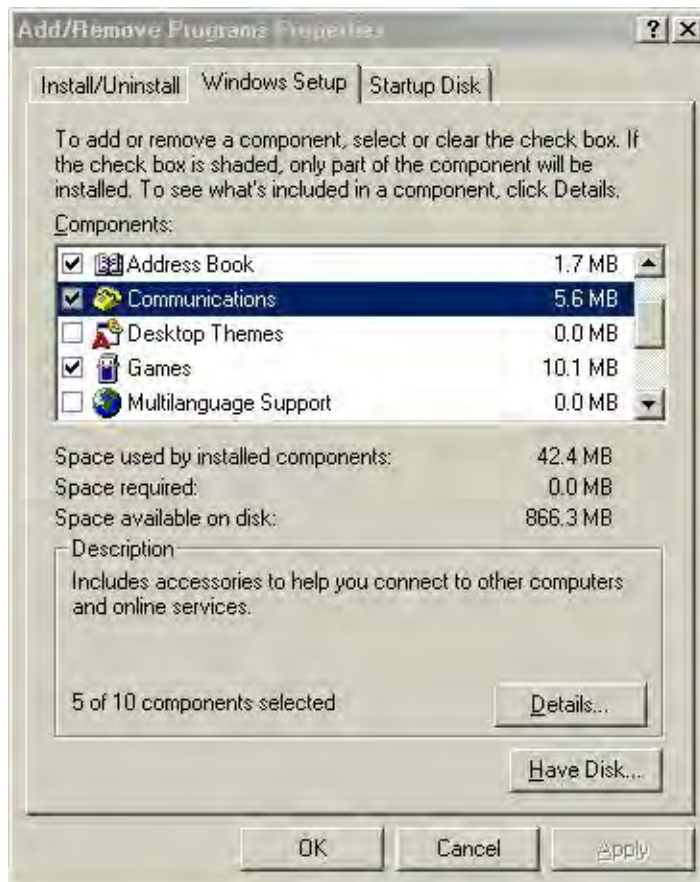 Add/Remove Programs Properties
Install/Uninstall Windows Setup Startup Disk
To add or remove a component, select or clear the check box. If
the check box is shaded, only part of the component will be
installed. To see what's included in a component, click Details.
Components:
Address Book 1.7 MB
Communications 5.6 MB
Desktop Themes 0.0 MB
Games 10.1 MB
Multilanguage Support 0.0 MB
Space used by installed components: 42.4 MB
Space required: 0.0 MB
Space available on disk: 866.3 MB
Description
Includes accessories to help you connect to other computers
and online services.
5 of 10 components selected Details...
Have Disk...
OK Cancel Apply